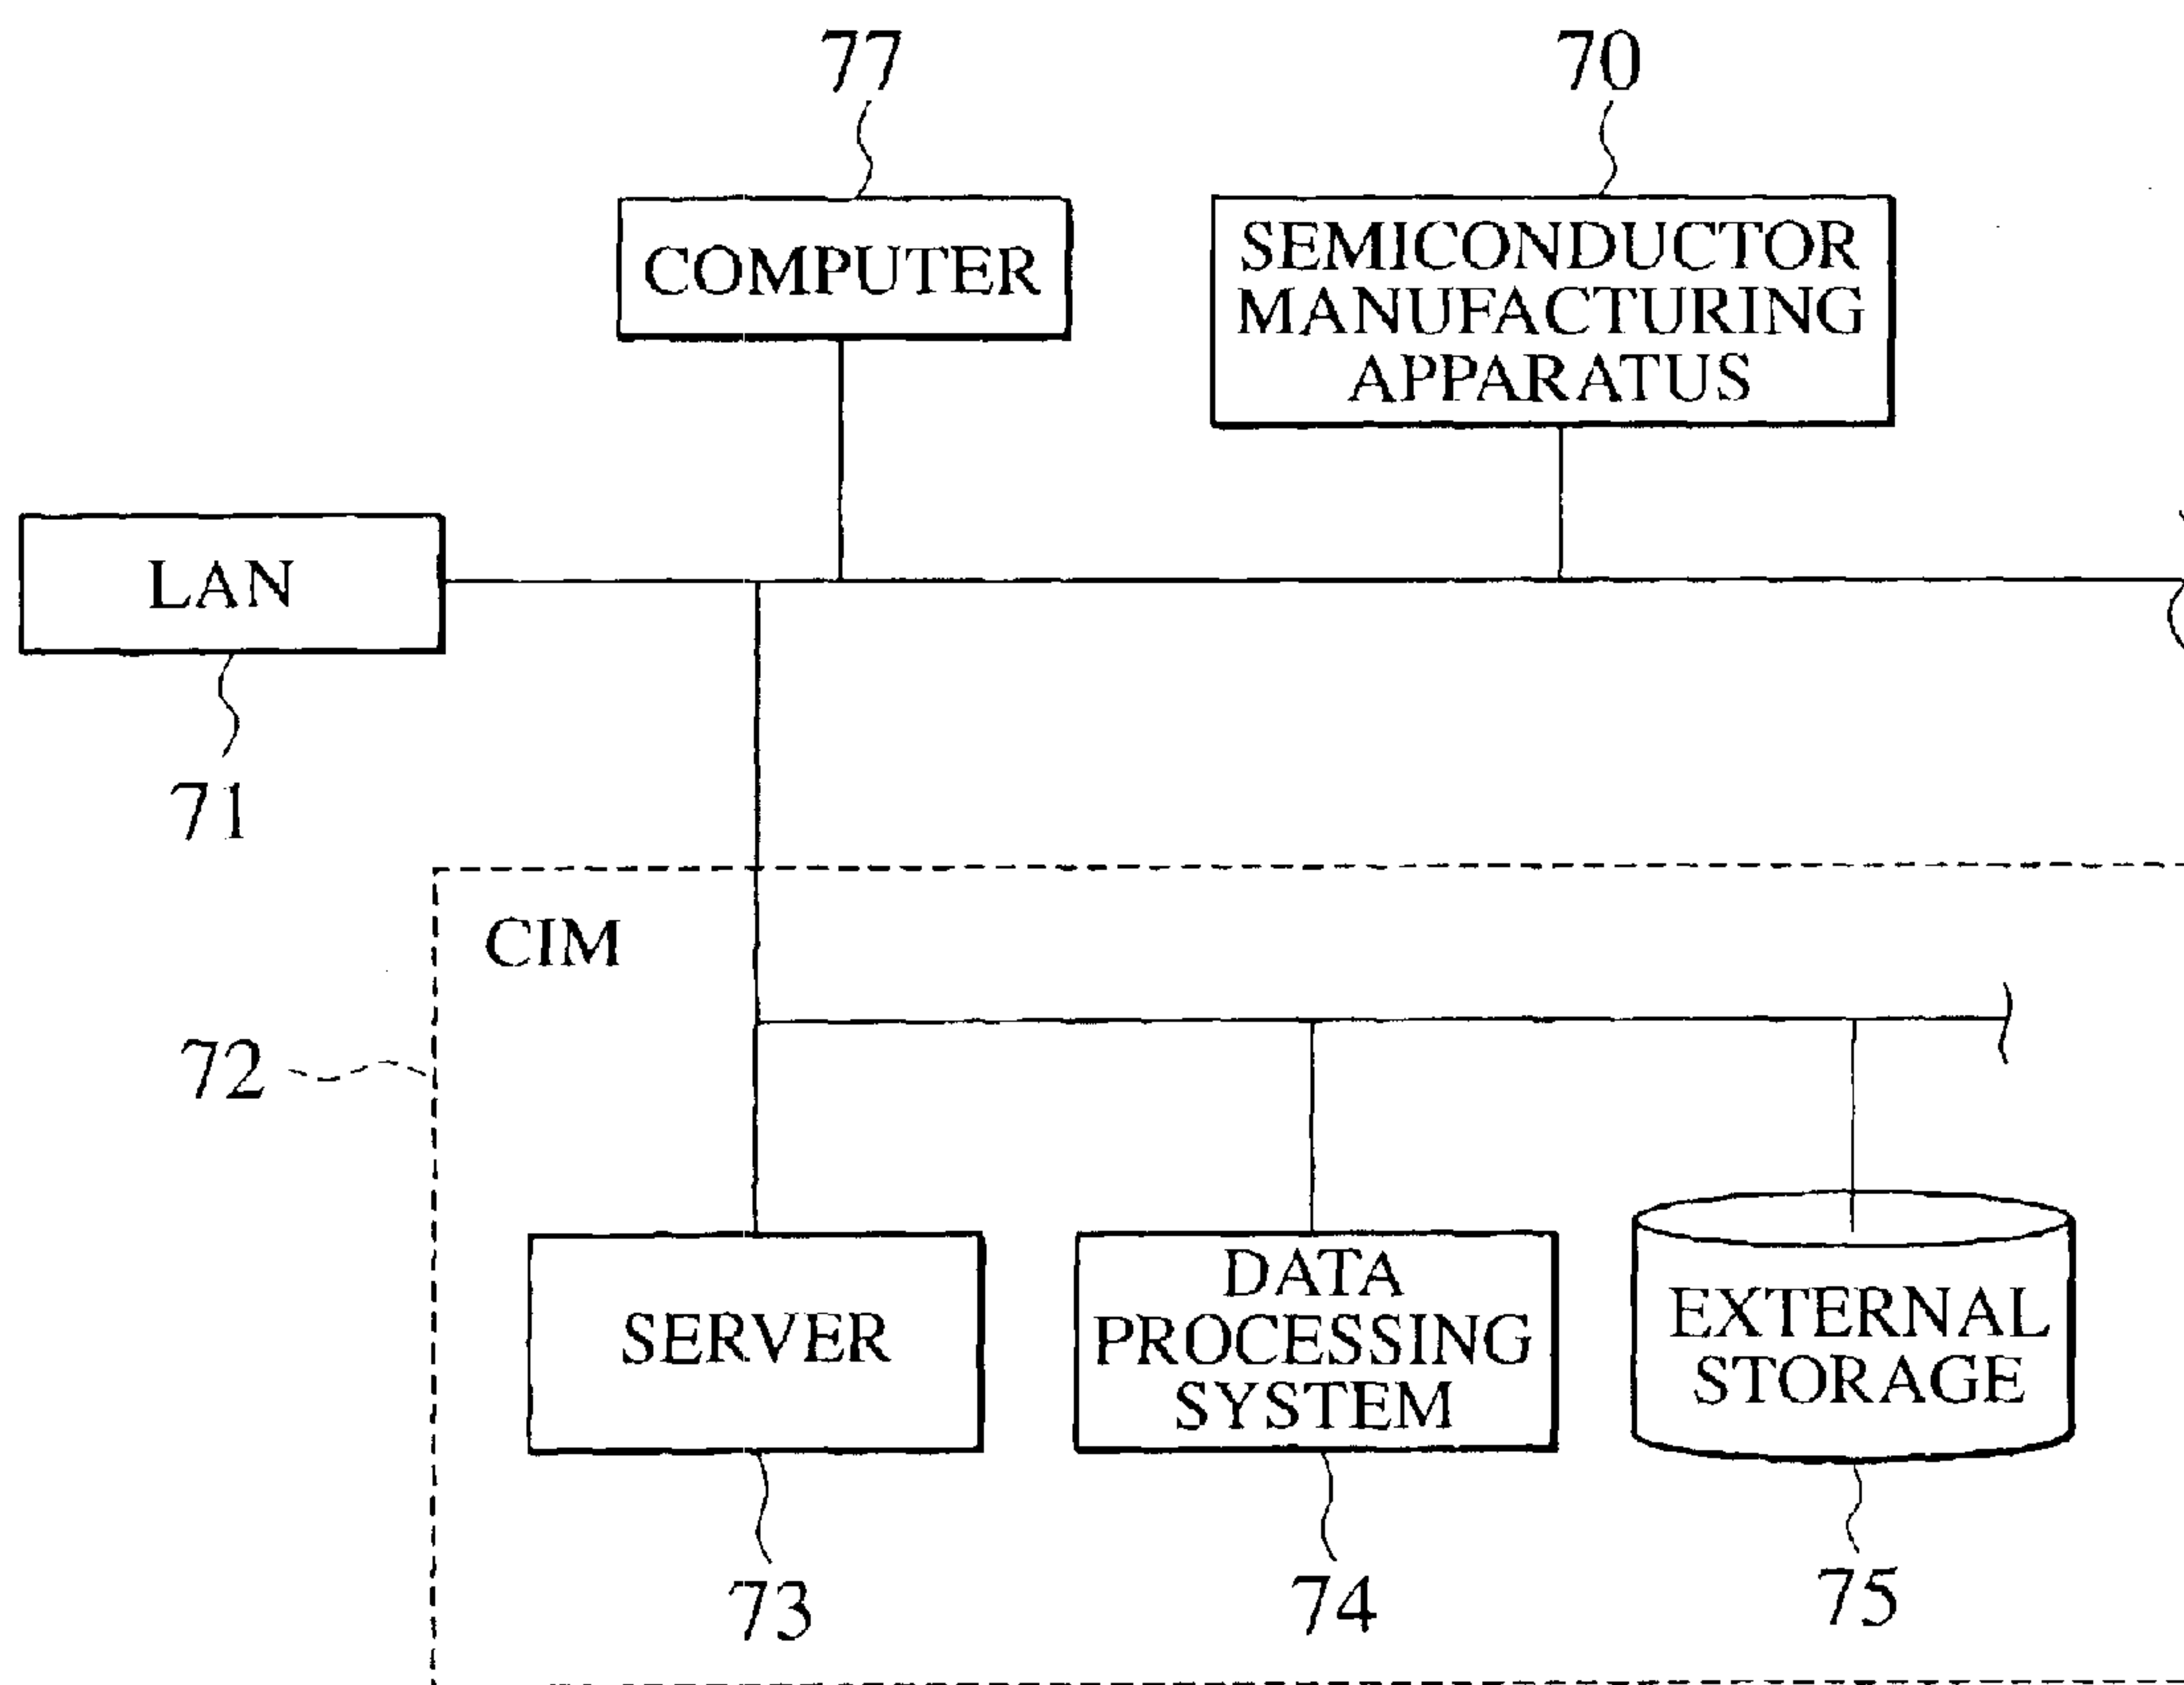 77
70
COMPUTER
SEMICONDUCTOR
MANUFACTURING
APPARATUS
LAN
71
CIM
72
SERVER
DATA
PROCESSING
SYSTEM
EXTERNAL
STORAGE
73
74
75